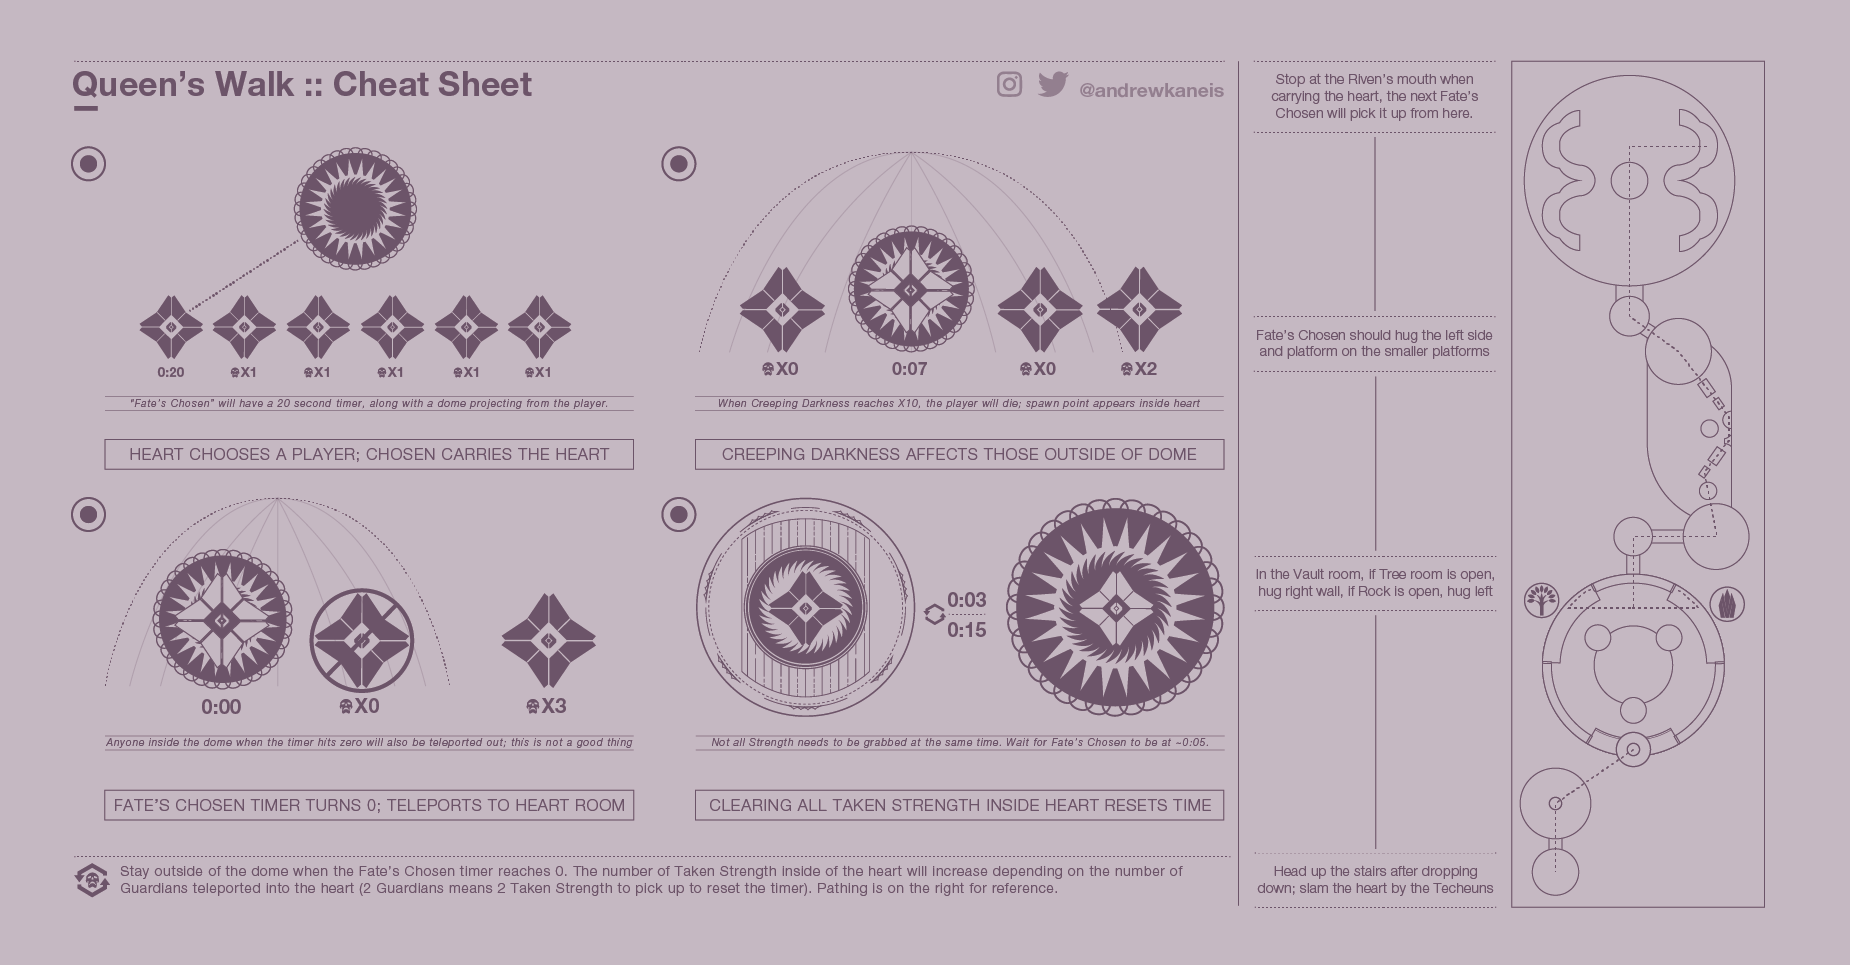 Queen's Walk :: Cheat Sheet
@andrewkaneis
0:20
X1
X1
X1
X1
X1
"Fate's Chosen" will have a 20 second timer, along with a dome projecting from the player.
HEART CHOOSES A PLAYER; CHOSEN CARRIES THE HEART
X0
0:07
X0
X2
When Creeping Darkness reaches X10, the player will die; spawn point appears inside heart
CREEPING DARKNESS AFFECTS THOSE OUTSIDE OF DOME
0:00
X0
X3
Anyone inside the dome when the timer hits zero will also be teleported out; this is not a good thing
FATE'S CHOSEN TIMER TURNS 0; TELEPORTS TO HEART ROOM
0:03
0:15
Not all Strength needs to be grabbed at the same time. Wait for Fate's Chosen to be at ~0:05.
CLEARING ALL TAKEN STRENGTH INSIDE HEART RESETS TIME
Stay outside of the dome when the Fate's Chosen timer reaches 0. The number of Taken Strength inside of the heart will increase depending on the number of
Guardians teleported into the heart (2 Guardians means 2 Taken Strength to pick up to reset the timer). Pathing is on the right for reference.
Stop at the Riven's mouth when
carrying the heart, the next Fate's
Chosen will pick it up from here.
Fate's Chosen should hug the left side
and platform on the smaller platforms
In the Vault room, if Tree room is open,
hug right wall, if Rock is open, hug left
Head up the stairs after dropping
down; slam the heart by the Techeuns